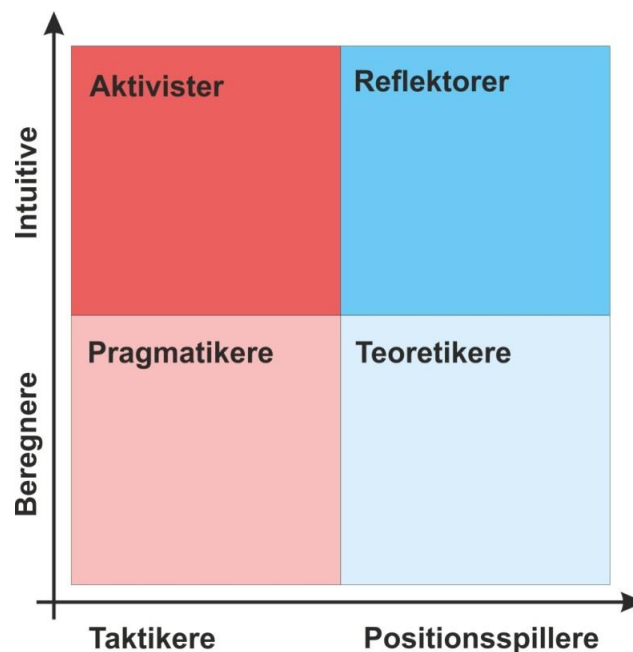 Aktivister
Reflektorer
Intuitive
Pragmatikere
Teoretikere
Beregnere
Taktikere
Positionsspillere